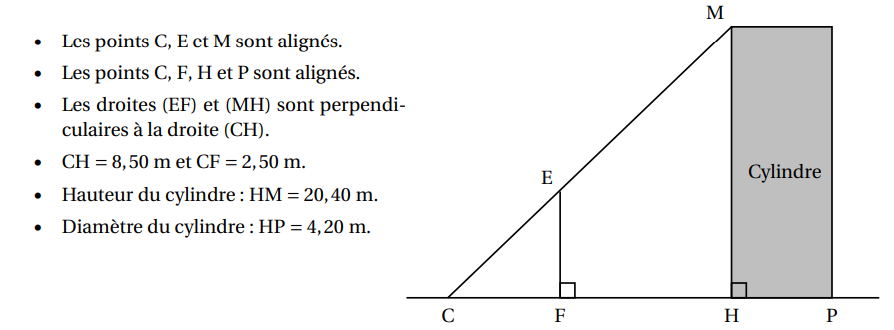 • Les points C, E et M sont alignés.
• Les points C, F, H et P sont alignés.
• Les droites (EF) et (MH) sont perpendi-
culaires à la droite (CH).
• CH = 8,50 m et CF = 2,50 m.
• Hauteur du cylindre : HM = 20,40 m.
• Diamètre du cylindre : HP = 4,20 m.
M
E
Cylindre
C F H P